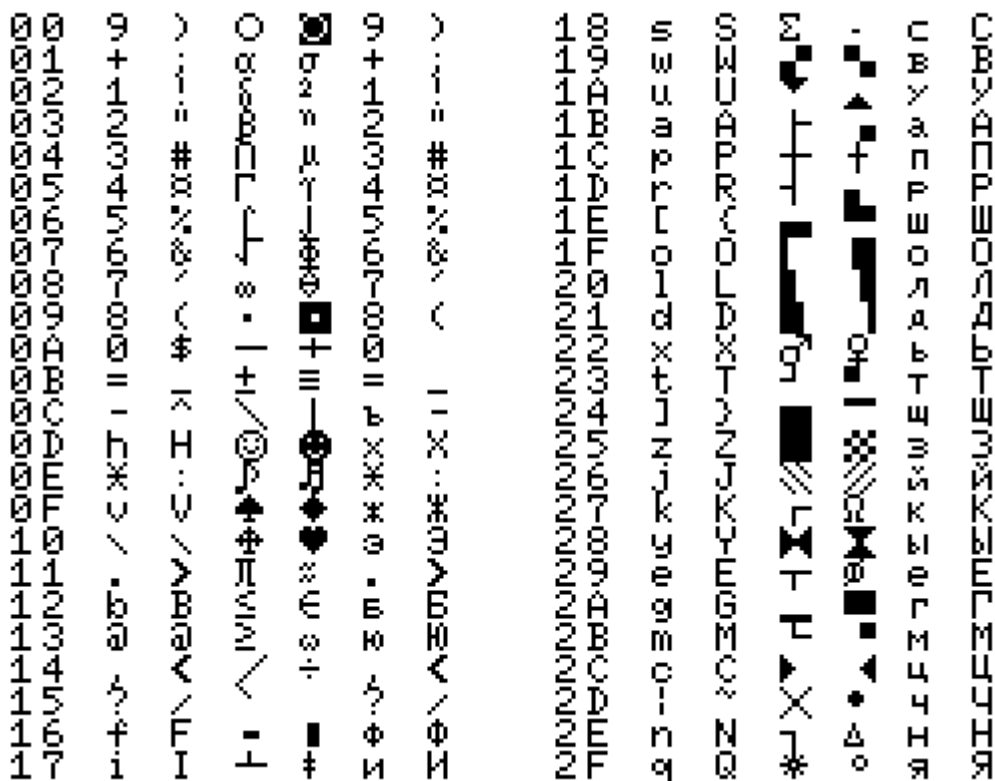 00 9 ) ○ ◙ 9 ) 18 s S Σ · с С
01 + ; α σ + ; 19 w W ▞ ▚ в В
02 1 ! δ ² 1 ! 1A u U ▼ ▲ у У
03 2 " β ⁿ 2 " 1B a A ├ ▝ а А
04 3 # Π µ 3 # 1C p P ┼ † п П
05 4 ¤ Γ 4 ¤ 1D r R ┤ р Р
06 5 % ⌠ | 5 % 1E [ { ▙ ш Ш
07 6 & √ 6 & 1F o O о О
08 7 ' ∞ Φ 7 ' 20 l L л Л
09 8 ( · ◘ 8 ( 21 d D д Д
0A 0 $ — + 0 22 x X ♂ ♀ ь Ь
0B = _ ± ≡ = _ 23 t T ┘ ▖ т Т
0C - ^ \ | ъ - 24 ] } щ Щ
0D h H ☺ ☻ х Х 25 z Z █ ▒ з З
0E * : ♪ ♫ * : 26 j J й Й
0F v V ♠ ♦ ж Ж 27 k K ┌ Ω к К
10 \ \ ♣ ♥ э Э 28 y Y ы Ы
11 . > π ≈ . > 29 e E ┬ е Е
12 b B ≤ ∈ в Б 2A g G г Г
13 @ @ ≥ ω ю Ю 2B m M м М
14 , < / ÷ , < 2C c C ► ◄ ц Ц
15 ? / ? / 2D ¦ ~ ╳ • ч Ч
16 f F ▬ ▮ ф Ф 2E n N ┐ Δ н Н
17 i I ┴ ‡ и И 2F q Q ☼ ° я Я